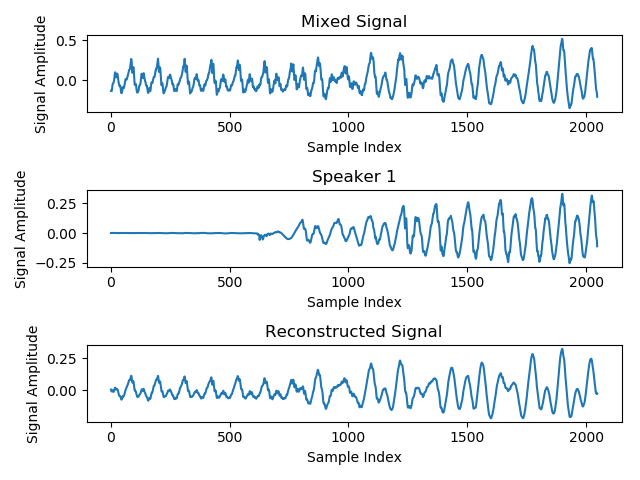 Mixed Signal
Signal Amplitude
0.5
0.0
0 500 1000 1500 2000
Sample Index
Speaker 1
Signal Amplitude
0.25
0.00
−0.25
0 500 1000 1500 2000
Sample Index
Reconstructed Signal
Signal Amplitude
0.25
0.00
0 500 1000 1500 2000
Sample Index